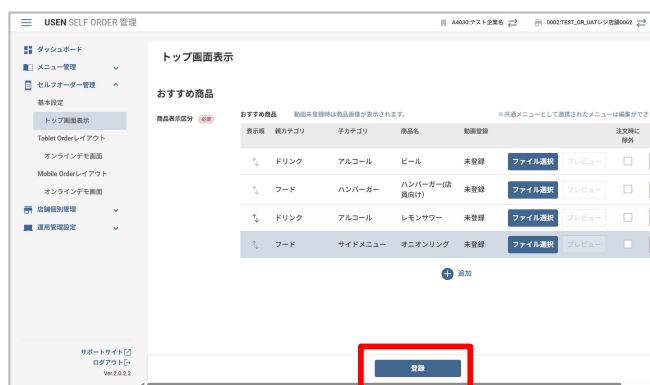 USEN SELF ORDER 管理
A4030:テスト企業名
0002:TEST_GR_UATレジ店舗0062
ダッシュボード
メニュー管理
セルフオーダー管理
基本設定
トップ画面表示
Tablet Orderレイアウト
オンラインデモ画面
Mobile Orderレイアウト
オンラインデモ画面
店舗個別管理
運用管理設定
サポートサイト
ログアウト
Ver.2.0.2.2
トップ画面表示
おすすめ商品
商品表示区分 必須
おすすめ商品 動画未登録時は商品画像が表示されます。 ※共通メニューとして連携されたメニューは編集ができ
表示順 親カテゴリ 子カテゴリ 商品名 動画登録 注文時に
除外
ドリンク アルコール ビール 未登録 ファイル選択 プレビュー
フード ハンバーガー ハンバーガー(店
員向け) 未登録 ファイル選択 プレビュー
ドリンク アルコール レモンサワー 未登録 ファイル選択 プレビュー
フード サイドメニュー オニオンリング 未登録 ファイル選択 プレビュー
追加
登録